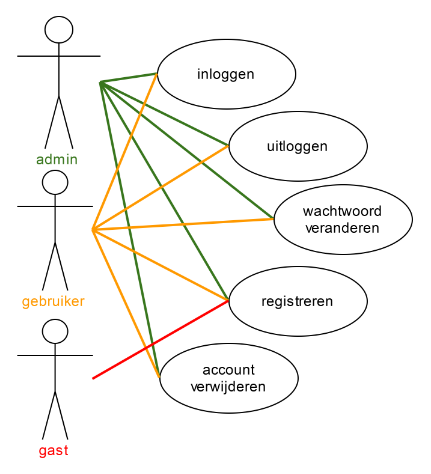 inloggen
uitloggen
admin
wachtwoord
veranderen
gebruiker
registreren
account
verwijderen
gast